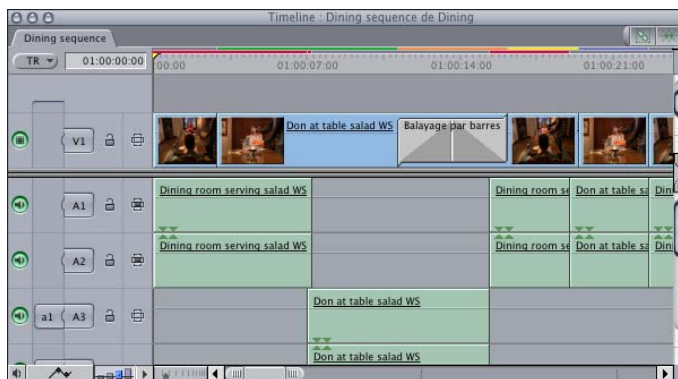 Timeline : Dining sequence de Dining
Dining sequence
TR 01:00:00:00 00:00 01:00:07:00 01:00:14:00 01:00:21:00
V1 Don at table salad WS Balayage par barres
A1 Dining room serving salad WS Dining room se Don at table sa Din
A2 Dining room serving salad WS Dining room se Don at table sa Dini
a1 A3 Don at table salad WS
Don at table salad WS